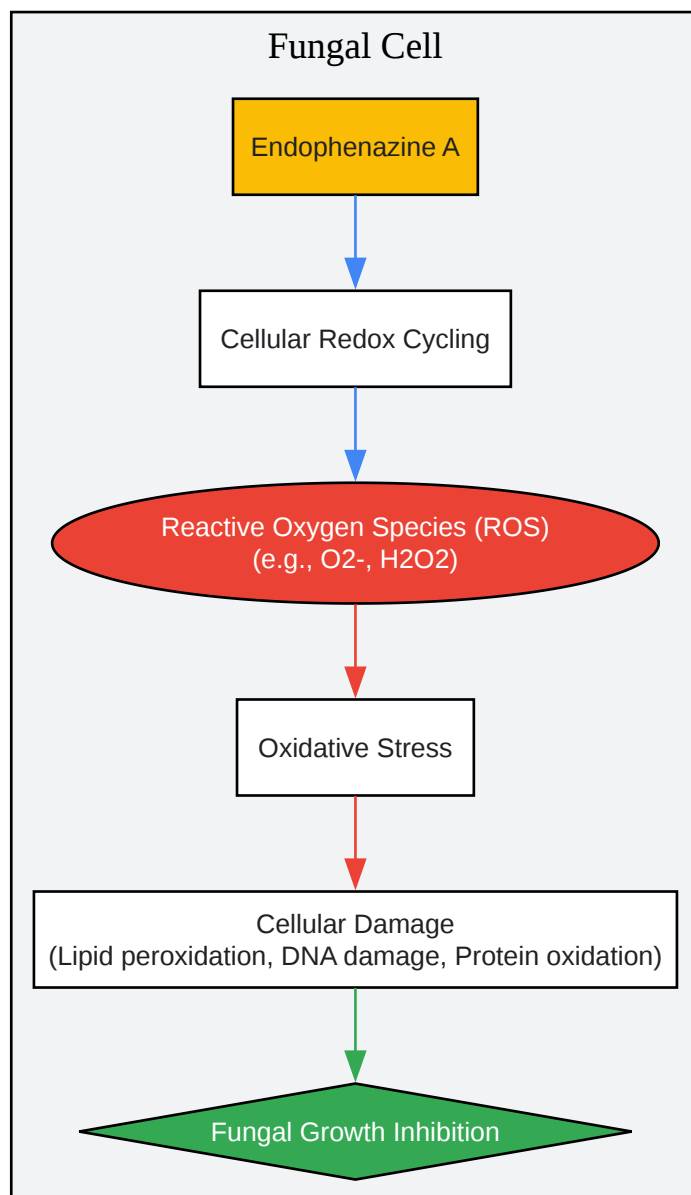 Fungal Cell
Endophenazine A
Cellular Redox Cycling
Reactive Oxygen Species (ROS)
(e.g., O2-, H2O2)
Oxidative Stress
Cellular Damage
(Lipid peroxidation, DNA damage, Protein oxidation)
Fungal Growth Inhibition